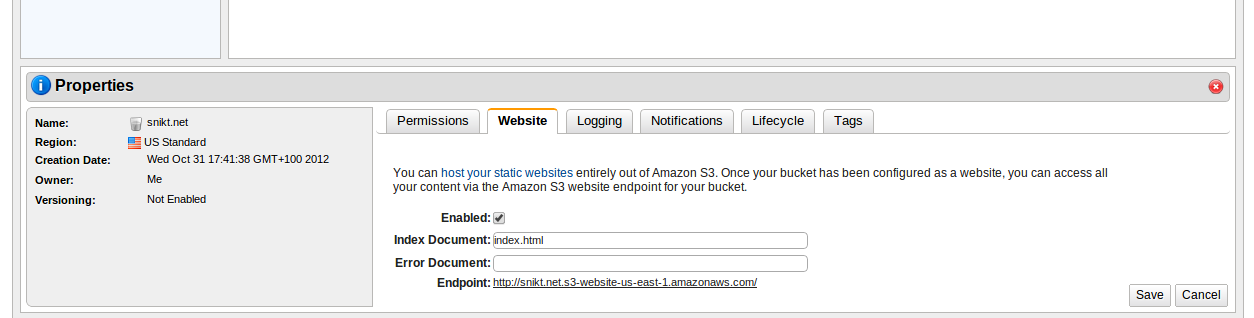 Properties
Name: snikt.net
Region: US Standard
Creation Date: Wed Oct 31 17:41:38 GMT+100 2012
Owner: Me
Versioning: Not Enabled
Permissions Website Logging Notifications Lifecycle Tags
You can host your static websites entirely out of Amazon S3. Once your bucket has been configured as a website, you can access all
your content via the Amazon S3 website endpoint for your bucket.
Enabled:
Index Document: index.html
Error Document:
Endpoint: http://snikt.net.s3-website-us-east-1.amazonaws.com/
Save Cancel